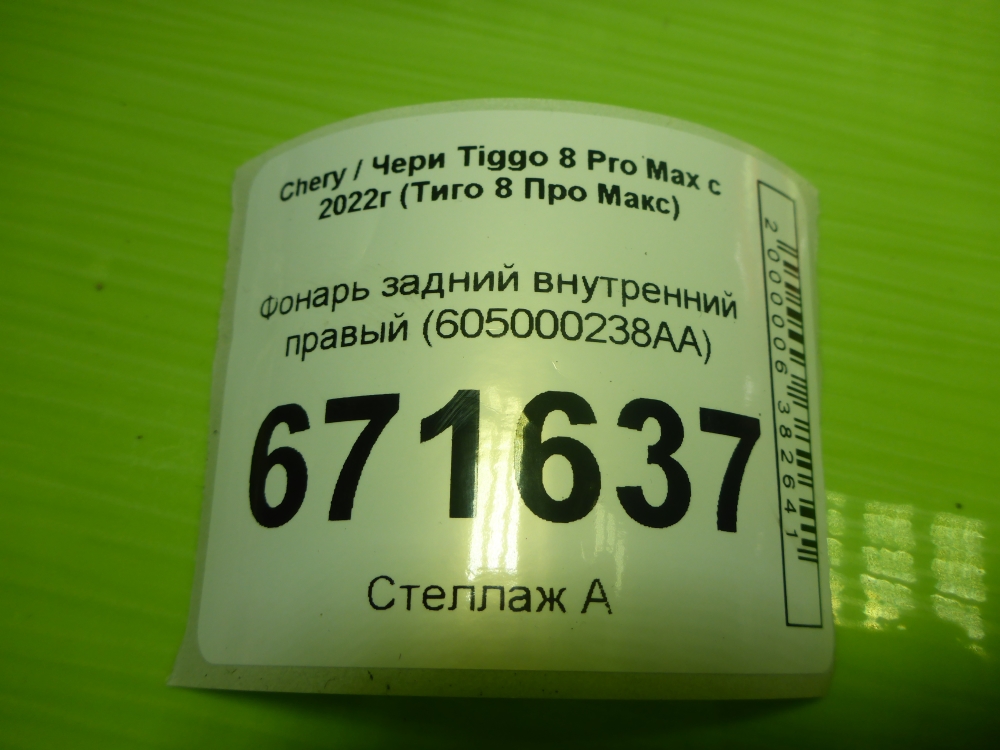 Chery / Чери Tiggo 8 Pro Max с
2022г (Тиго 8 Про Макс)
Фонарь задний внутренний
правый (605000238AA)
671637
Стеллаж А
2000006382641